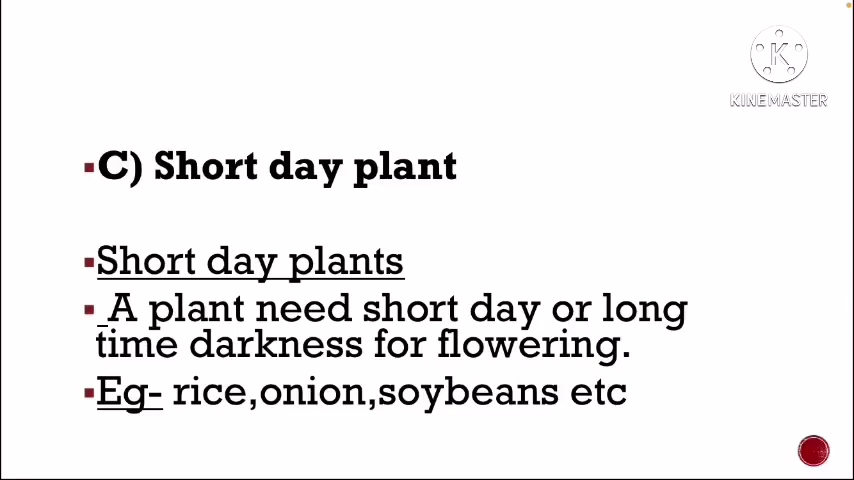 KINEMASTER
C) Short day plant
Short day plants
A plant need short day or long
time darkness for flowering.
Eg- rice,onion,soybeans etc